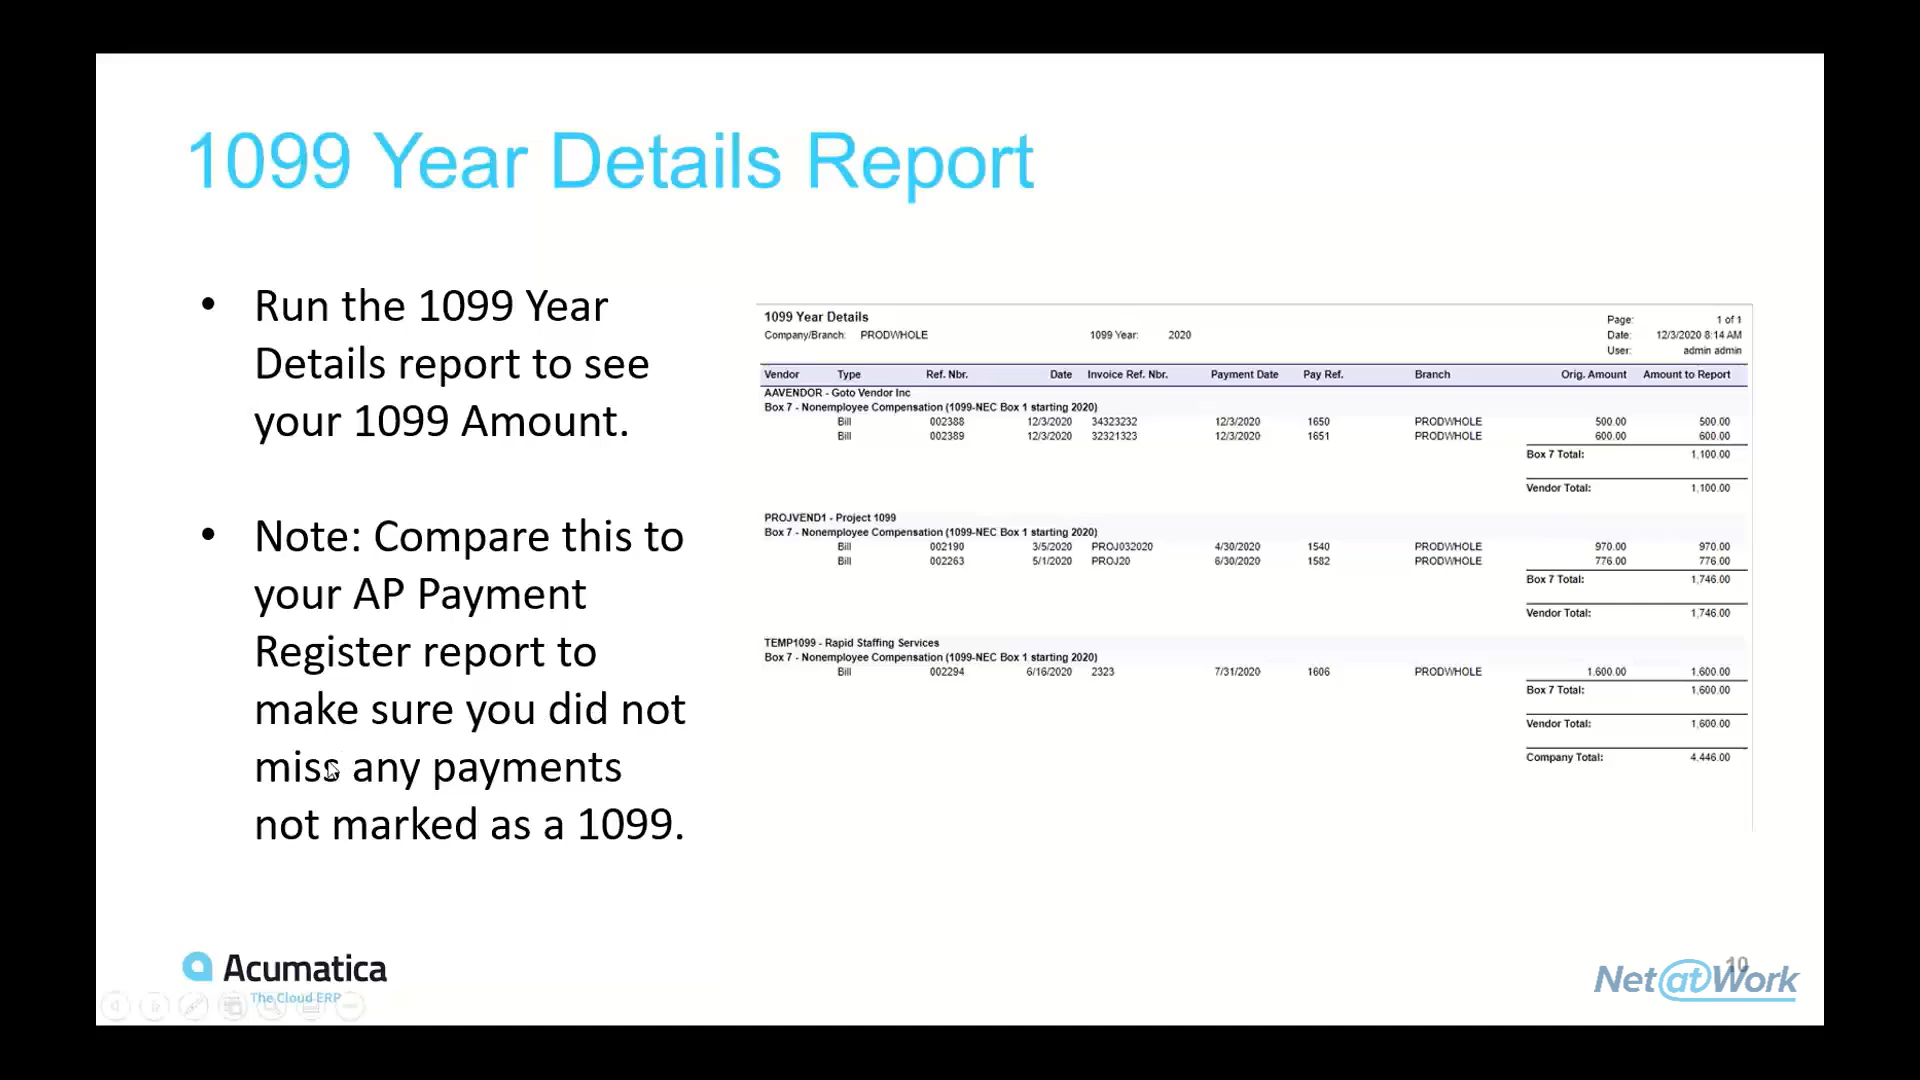 1099 Year Details Report
• Run the 1099 Year
Details report to see
your 1099 Amount.
• Note: Compare this to
your AP Payment
Register report to
make sure you did not
miss any payments
not marked as a 1099.
1099 Year Details
Company/Branch: PRODWHOLE 1099 Year: 2020
Page: 1 of 1
Date: 12/3/2020 8:14 AM
User: admin admin
Vendor Type Ref. Nbr. Date Invoice Ref. Nbr. Payment Date Pay Ref. Branch Orig. Amount Amount to Report
AAVENDOR - Goto Vendor Inc
Box 7 - Nonemployee Compensation (1099-NEC Box 1 starting 2020)
Bill 002388 12/3/2020 34323232 12/3/2020 1650 PRODWHOLE 500.00 500.00
Bill 002389 12/3/2020 32321323 12/3/2020 1651 PRODWHOLE 600.00 600.00
Box 7 Total: 1,100.00
Vendor Total: 1,100.00
PROJVEND1 - Project 1099
Box 7 - Nonemployee Compensation (1099-NEC Box 1 starting 2020)
Bill 002190 3/5/2020 PROJ032020 4/30/2020 1540 PRODWHOLE 970.00 970.00
Bill 002263 5/1/2020 PROJ20 6/30/2020 1582 PRODWHOLE 776.00 776.00
Box 7 Total: 1,746.00
Vendor Total: 1,746.00
TEMP1099 - Rapid Staffing Services
Box 7 - Nonemployee Compensation (1099-NEC Box 1 starting 2020)
Bill 002294 6/16/2020 2323 7/31/2020 1606 PRODWHOLE 1,600.00 1,600.00
Box 7 Total: 1,600.00
Vendor Total: 1,600.00
Company Total: 4,446.00
Acumatica
The Cloud ERP
10
Net at Work